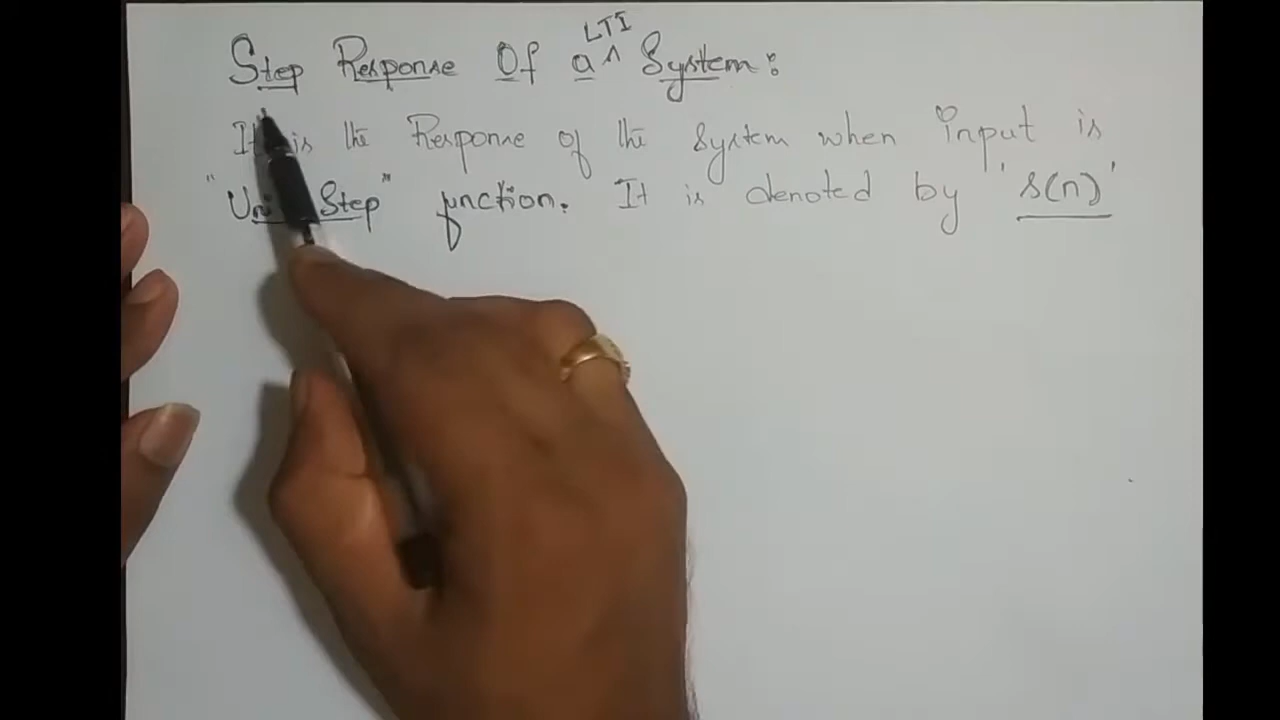 Step Response Of a LTI System:
It is the Response of the System when input is
"Unit Step" function. It is denoted by 's(n)'